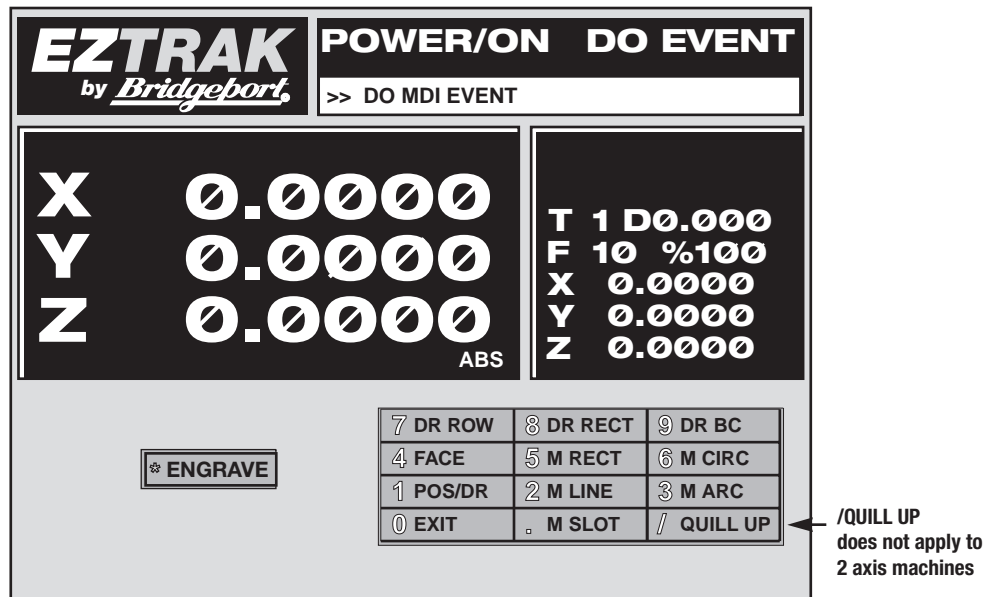 EZTRAK
by Bridgeport®
POWER/ON DO EVENT
>> DO MDI EVENT
X 0.0000
Y 0.0000
Z 0.0000
ABS
T 1 D0.000
F 10 %100
X 0.0000
Y 0.0000
Z 0.0000
* ENGRAVE
7 DR ROW 8 DR RECT 9 DR BC
4 FACE 5 M RECT 6 M CIRC
1 POS/DR 2 M LINE 3 M ARC
0 EXIT . M SLOT / QUILL UP
/QUILL UP
does not apply to
2 axis machines